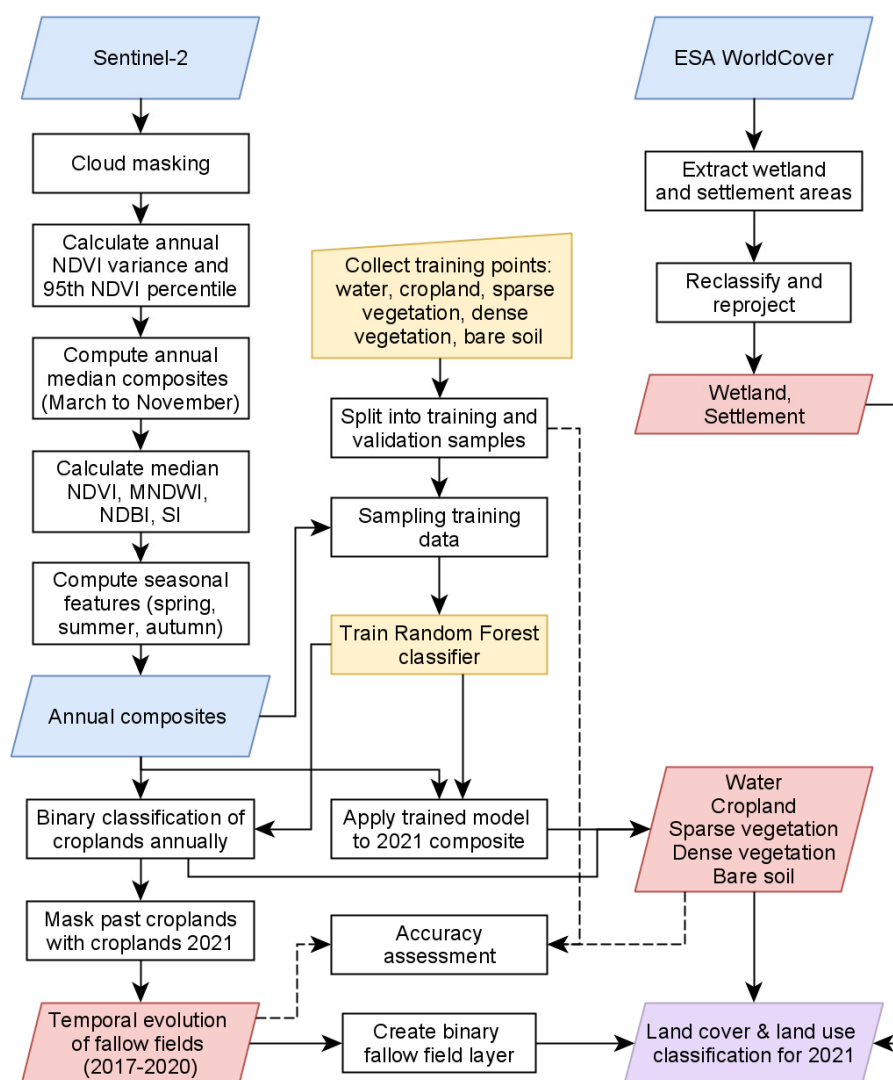 Sentinel-2
Cloud masking
Calculate annual
NDVI variance and
95th NDVI percentile
Compute annual
median composites
(March to November)
Calculate median
NDVI, MNDWI,
NDBI, SI
Compute seasonal
features (spring,
summer, autumn)
Annual composites
Binary classification of
croplands annually
Mask past croplands
with croplands 2021
Temporal evolution
of fallow fields
(2017-2020)
Collect training points:
water, cropland, sparse
vegetation, dense
vegetation, bare soil
Split into training and
validation samples
Sampling training
data
Train Random Forest
classifier
Apply trained model
to 2021 composite
Accuracy
assessment
Create binary
fallow field layer
ESA WorldCover
Extract wetland
and settlement areas
Reclassify and
reproject
Wetland,
Settlement
Water
Cropland
Sparse vegetation
Dense vegetation
Bare soil
Land cover & land use
classification for 2021